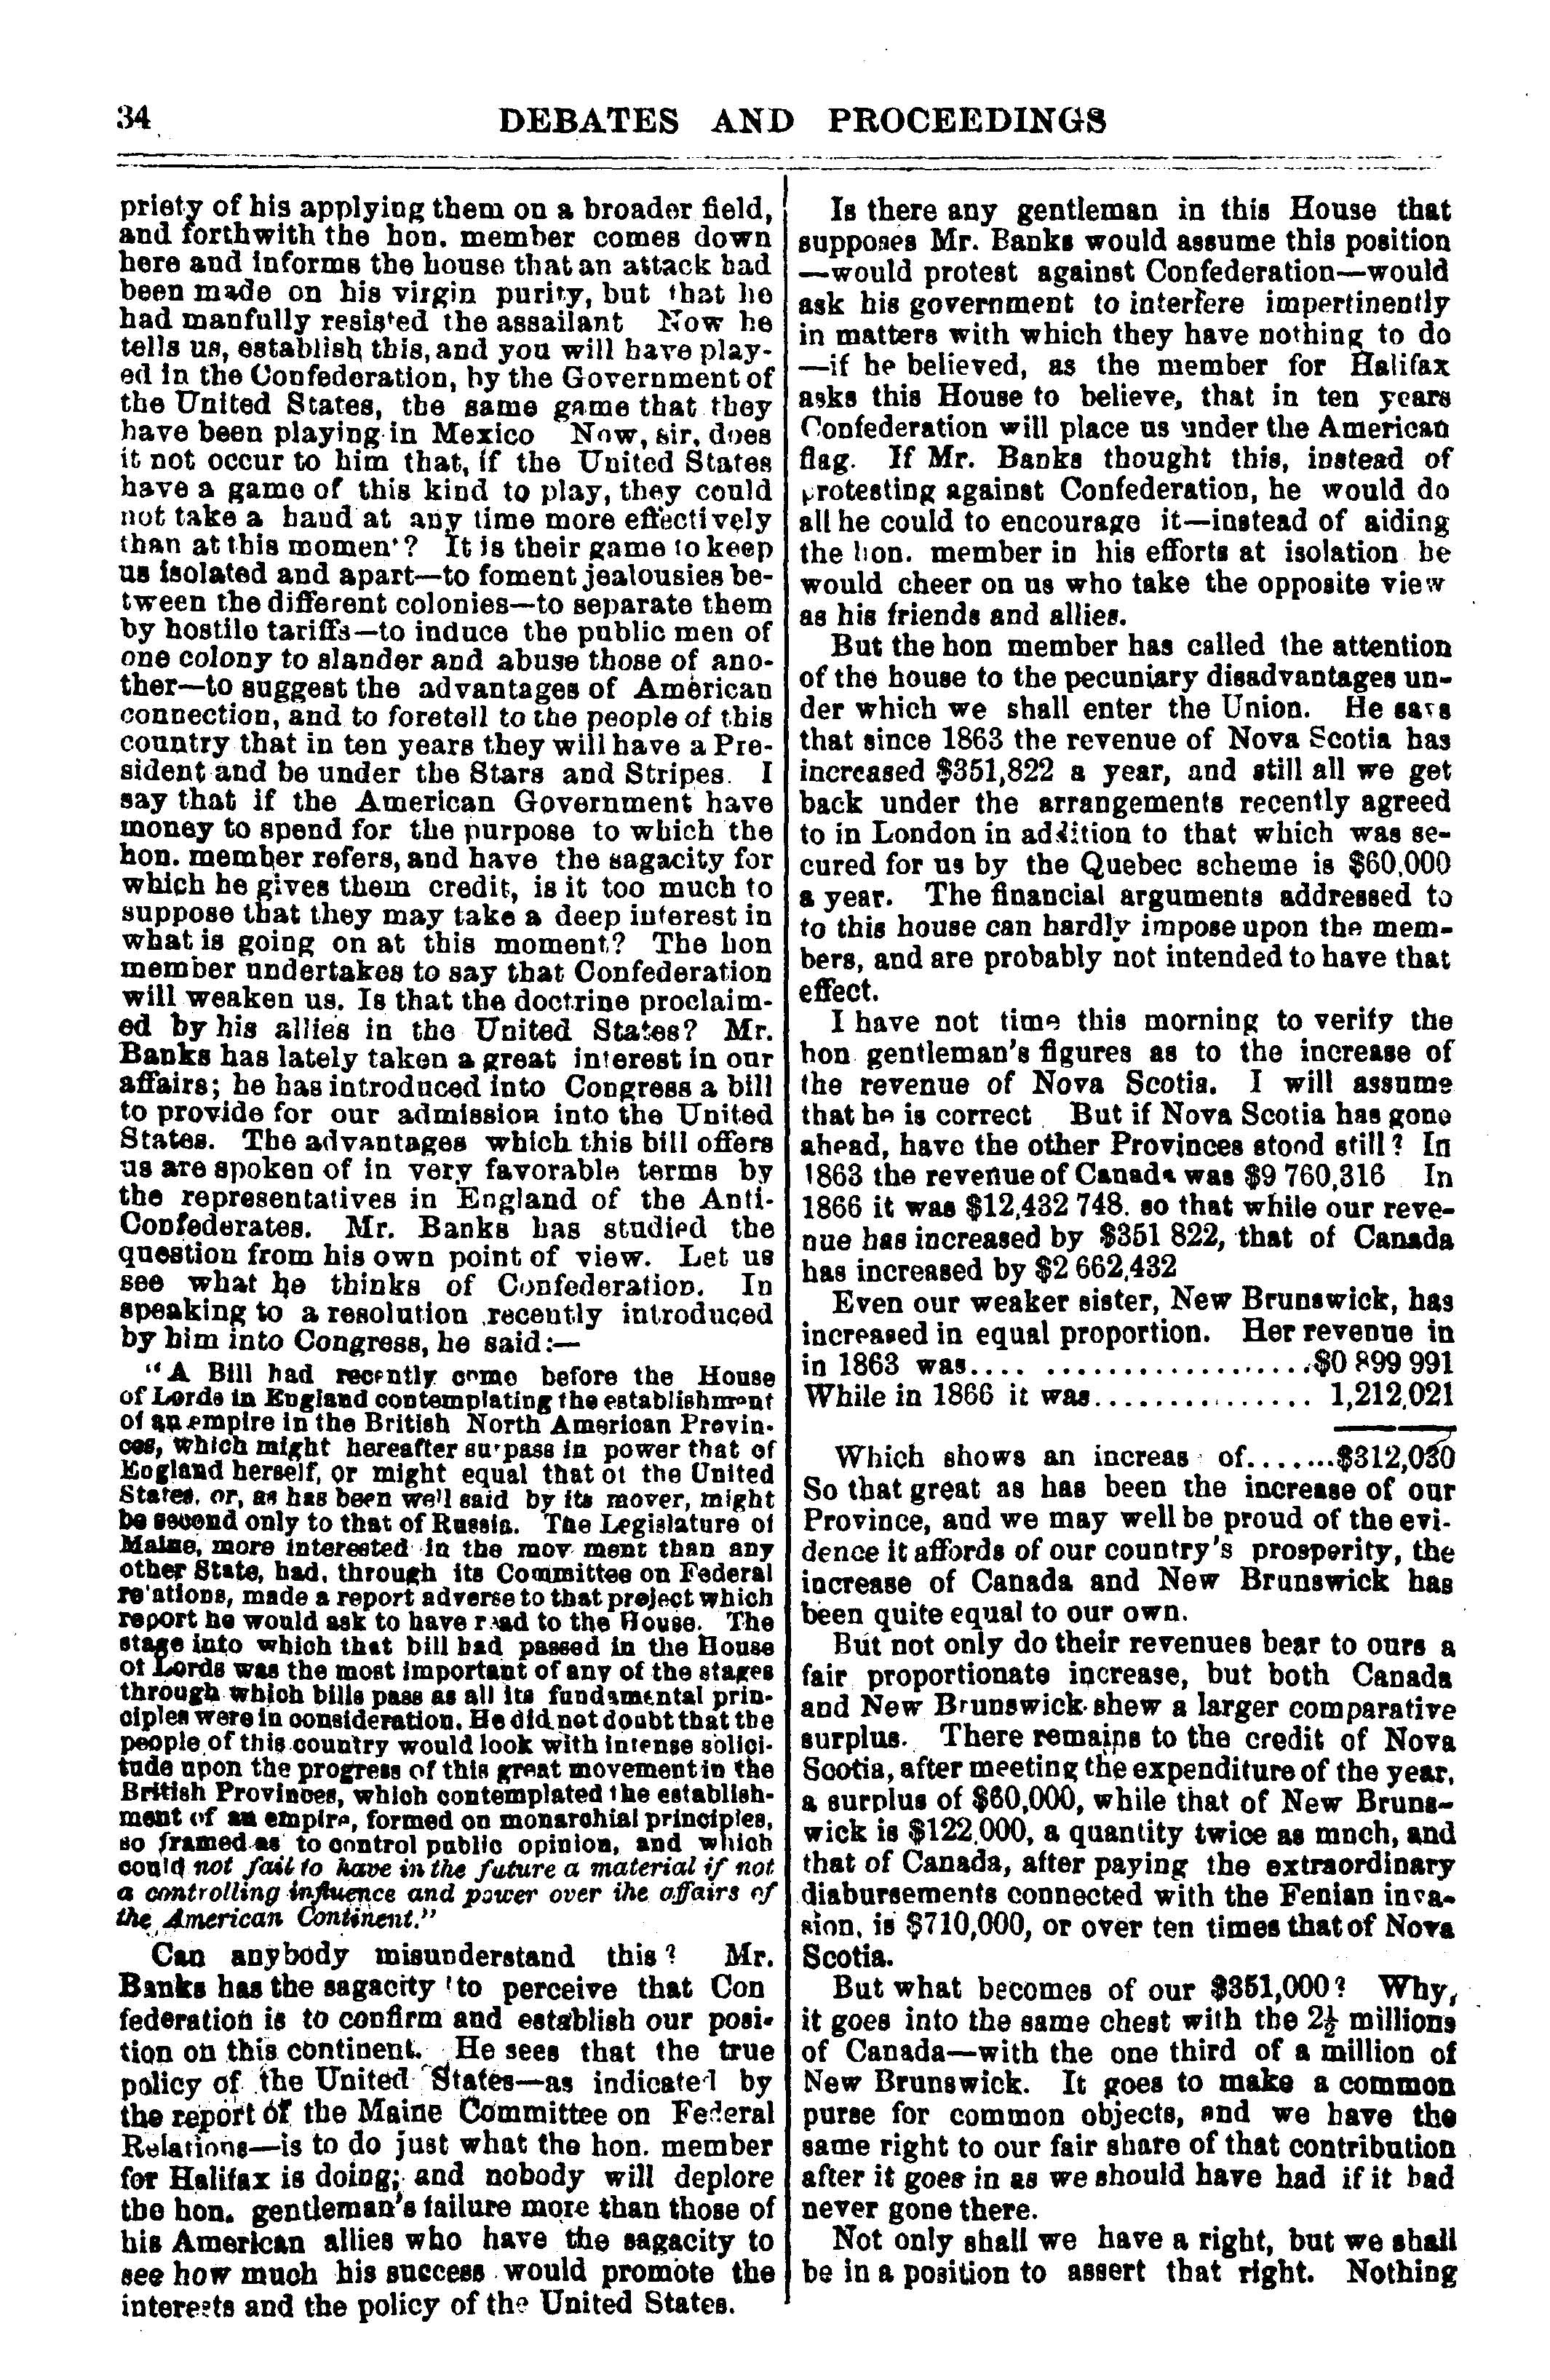 34
DEBATES AND PROCEEDINGS
priety of his applying them on a broader field,
and forthwith the hon. member comes down
here and informs the house that an attack had
been made on his virgin purity, but that he
had manfully resisted the assailant Now he
tells us, establish this, and you will have play-
ed in the Confederation, by the Government of
the United States, the same game that they
have been playing in Mexico Now, sir, does
it not occur to him that, if the United States
have a game of this kind to play, they could
not take a hand at any time more effectively
than at this moment? It is their game to keep
us isolated and apart—to foment jealousies be-
tween the different colonies—to separate them
by hostile tariffs—to induce the public men of
one colony to slander and abuse those of ano-
ther—to suggest the advantages of American
connection, and to foretell to the people of this
country that in ten years they will have a Pre-
sident and be under the Stars and Stripes. I
say that if the American Government have
money to spend for the purpose to which the
hon. member refers, and have the sagacity for
which he gives them credit, is it too much to
suppose that they may take a deep interest in
what is going on at this moment? The hon
member undertakes to say that Confederation
will weaken us. Is that the doctrine proclaim-
ed by his allies in the United States? Mr.
Banks has lately taken a great interest in our
affairs; he has introduced into Congress a bill
to provide for our admission into the United
States. The advantages which this bill offers
us are spoken of in very favorable terms by
the representatives in England of the Anti-
Confederates. Mr. Banks has studied the
question from his own point of view. Let us
see what he thinks of Confederation. In
speaking to a resolution recently introduced
by him into Congress, he said:—
"A Bill had recently come before the House
of Lords in England contemplating the establishment
of an empire in the British North American Provin-
ces, which might hereafter surpass in power that of
England herself, or might equal that of the United
States, or, as has been well said by its mover, might
be second only to that of Russia. The Legislature of
Maine, more interested in the mov ment than any
other State, had, through its Committee on Federal
relations, made a report adverse to that project which
report he would ask to have read to the House. The
stage into which that bill had passed in the House
of Lords was the most important of any of the stages
through which bills pass as all its fundamental prin-
ciples were in consideration. He did not doubt that the
people of this country would look with intense solici-
tude upon the progress of this great movement in the
British Provinces, which contemplated the establish-
ment of an empire, formed on monarchial principles,
so framed as to control public opinion, and which
could not fail to have in the future a material if not
a controlling influence and power over the affairs of
the American Continent."
Can anybody misunderstand this? Mr.
Banks has the sagacity to perceive that Con
federation is to confirm and establish our posi-
tion on this continent. He sees that the true
policy of the United States—as indicated by
the report of the Maine Committee on Federal
Relations—is to do just what the hon. member
for Halifax is doing; and nobody will deplore
the hon. gentleman's failure more than those of
his American allies who have the sagacity to
see how much his success would promote the
interests and the policy of the United States.
Is there any gentleman in this House that
supposes Mr. Banks would assume this position
—would protest against Confederation—would
ask his government to interfere impertinently
in matters with which they have nothing to do
—if he believed, as the member for Halifax
asks this House to believe, that in ten years
Confederation will place us under the American
flag. If Mr. Banks thought this, instead of
protesting against Confederation, he would do
all he could to encourage it—instead of aiding
the hon. member in his efforts at isolation he
would cheer on us who take the opposite view
as his friends and allies.
But the hon member has called the attention
of the house to the pecuniary disadvantages un-
der which we shall enter the Union. He says
that since 1863 the revenue of Nova Scotia has
increased $351,822 a year, and still all we get
back under the arrangements recently agreed
to in London in addition to that which was se-
cured for us by the Quebec scheme is $60,000
a year. The financial arguments addressed to
to this house can hardly impose upon the mem-
bers, and are probably not intended to have that
effect.
I have not time this morning to verify the
hon gentleman's figures as to the increase of
the revenue of Nova Scotia. I will assume
that he is correct But if Nova Scotia has gone
ahead, have the other Provinces stood still? In
1863 the revenue of Canada was $9 760,316 In
1866 it was $12,432 748. so that while our reve-
nue has increased by $351 822, that of Canada
has increased by $2 662,432
Even our weaker sister, New Brunswick, has
increased in equal proportion. Her revenue in
in 1863 was.... .................... $0 899 991
While in 1866 it was............... 1,212,021
Which shows an increas of.......$312,030
So that great as has been the increase of our
Province, and we may well be proud of the evi-
dence it affords of our country's prosperity, the
increase of Canada and New Brunswick has
been quite equal to our own.
But not only do their revenues bear to ours a
fair proportionate increase, but both Canada
and New Brunswick shew a larger comparative
surplus. There remains to the credit of Nova
Scotia, after meeting the expenditure of the year,
a surplus of $60,000, while that of New Bruns-
wick is $122,000, a quantity twice as much, and
that of Canada, after paying the extraordinary
disbursements connected with the Fenian inva-
sion, is $710,000, or over ten times that of Nova
Scotia.
But what becomes of our $351,000? Why,
it goes into the same chest with the 2½ millions
of Canada—with the one third of a million of
New Brunswick. It goes to make a common
purse for common objects, and we have the
same right to our fair share of that contribution
after it goes in as we should have had if it had
never gone there.
Not only shall we have a right, but we shall
be in a position to assert that right. Nothing